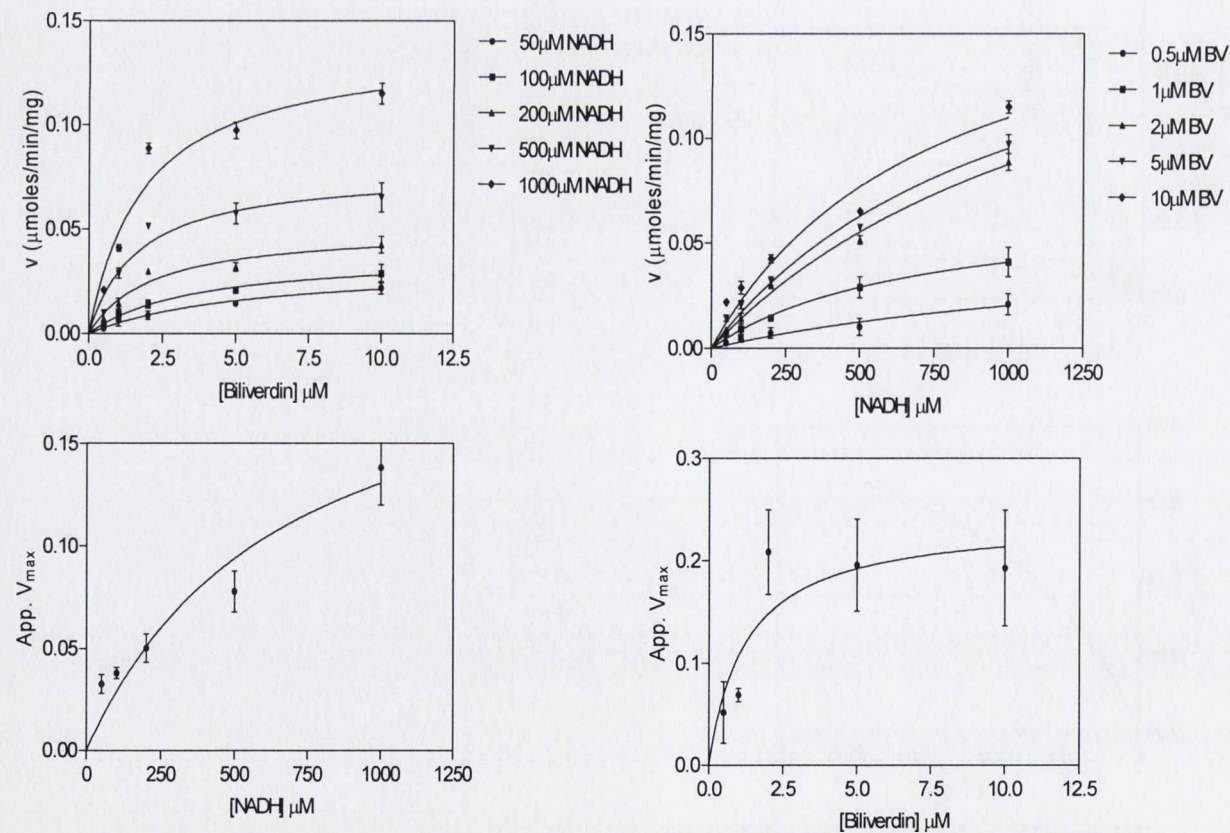 0.15
0.10
0.05
0.00
0.0 2.5 5.0 7.5 10.0 12.5
v (μmoles/min/mg)
[Biliverdin] μM
50μM NADH
100μM NADH
200μM NADH
500μM NADH
1000μM NADH
0.15
0.10
0.05
0.00
0 250 500 750 1000 1250
v (μmoles/min/mg)
[NADH] μM
0.5μM BV
1μM BV
2μM BV
5μM BV
10μM BV
0.15
0.10
0.05
0.00
0 250 500 750 1000 1250
App. Vmax
[NADH] μM
0.3
0.2
0.1
0.0
0.0 2.5 5.0 7.5 10.0 12.5
App. Vmax
[Biliverdin] μM